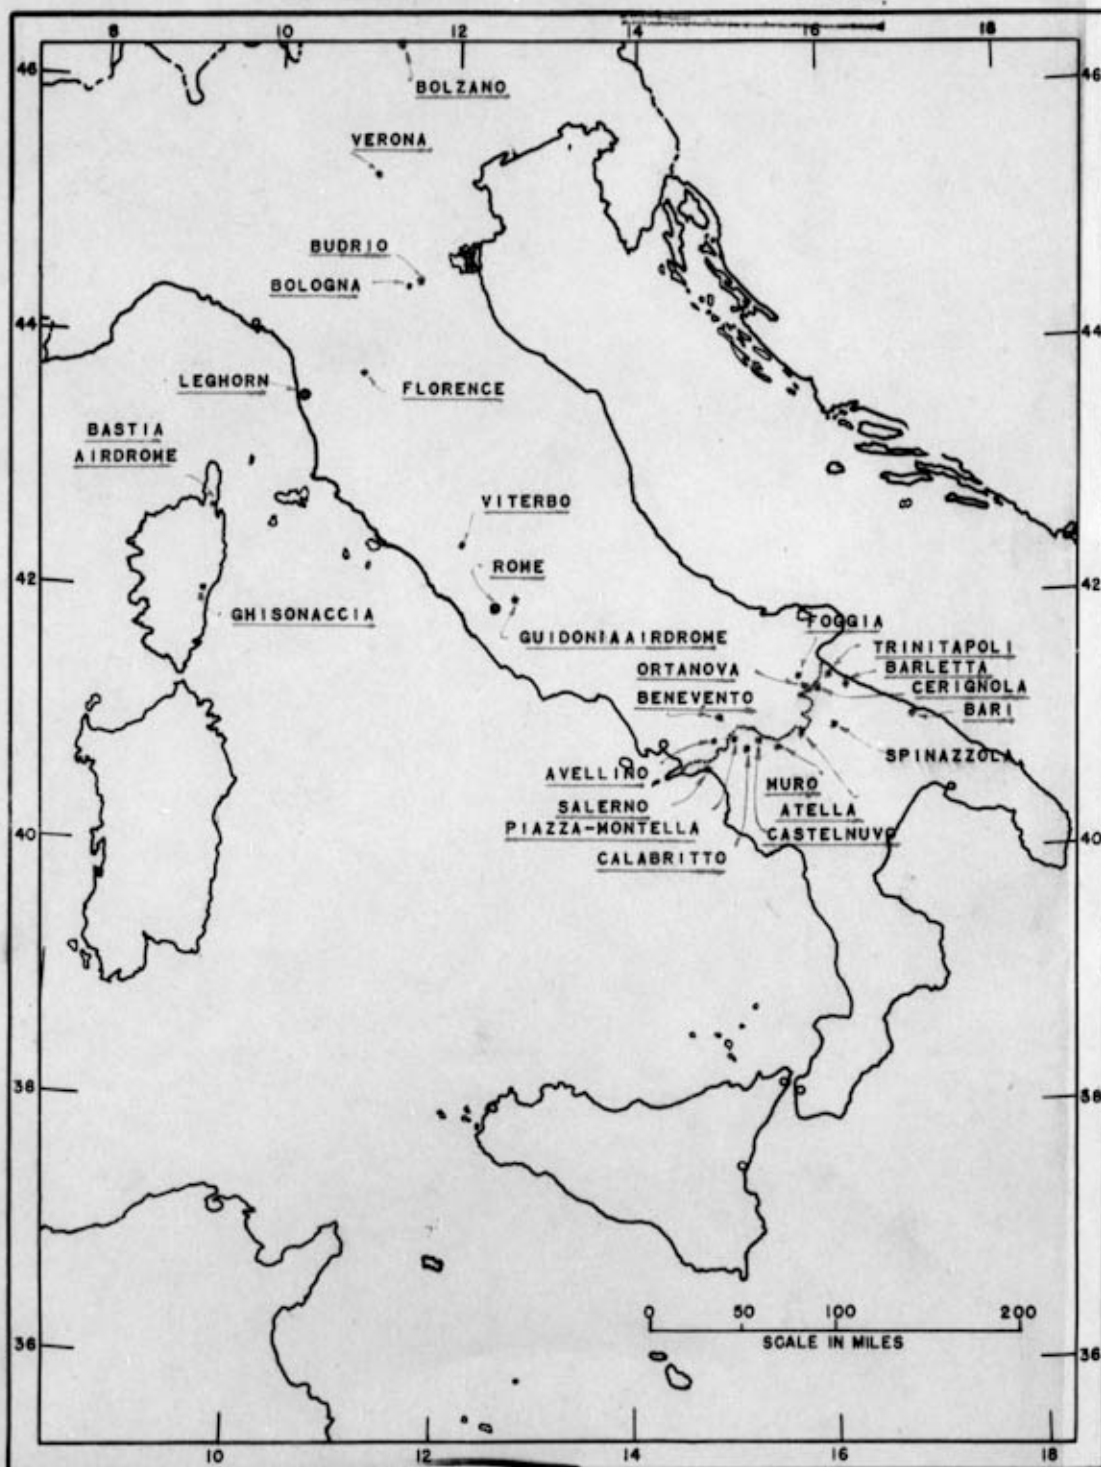 8 10 12 14 16 18
46 46
BOLZANO
VERONA
BUDRIO
BOLOGNA
44 44
LEGHORN
FLORENCE
BASTIA
AIRDROME
VITERBO
ROME
42 42
GHISONACCIA
GUIDONIA AIRDROME
FOGGIA
TRINITAPOLI
ORTANOVA
BARLETTA
CERIGNOLA
BENEVENTO
BARI
SPINAZZOLA
AVELLINO
MURO
SALERNO
ATELLA
PIAZZA-MONTELLA
CASTELNUVO
40 40
CALABRITTO
38 38
0 50 100 200
SCALE IN MILES
36 36
10 12 14 16 18